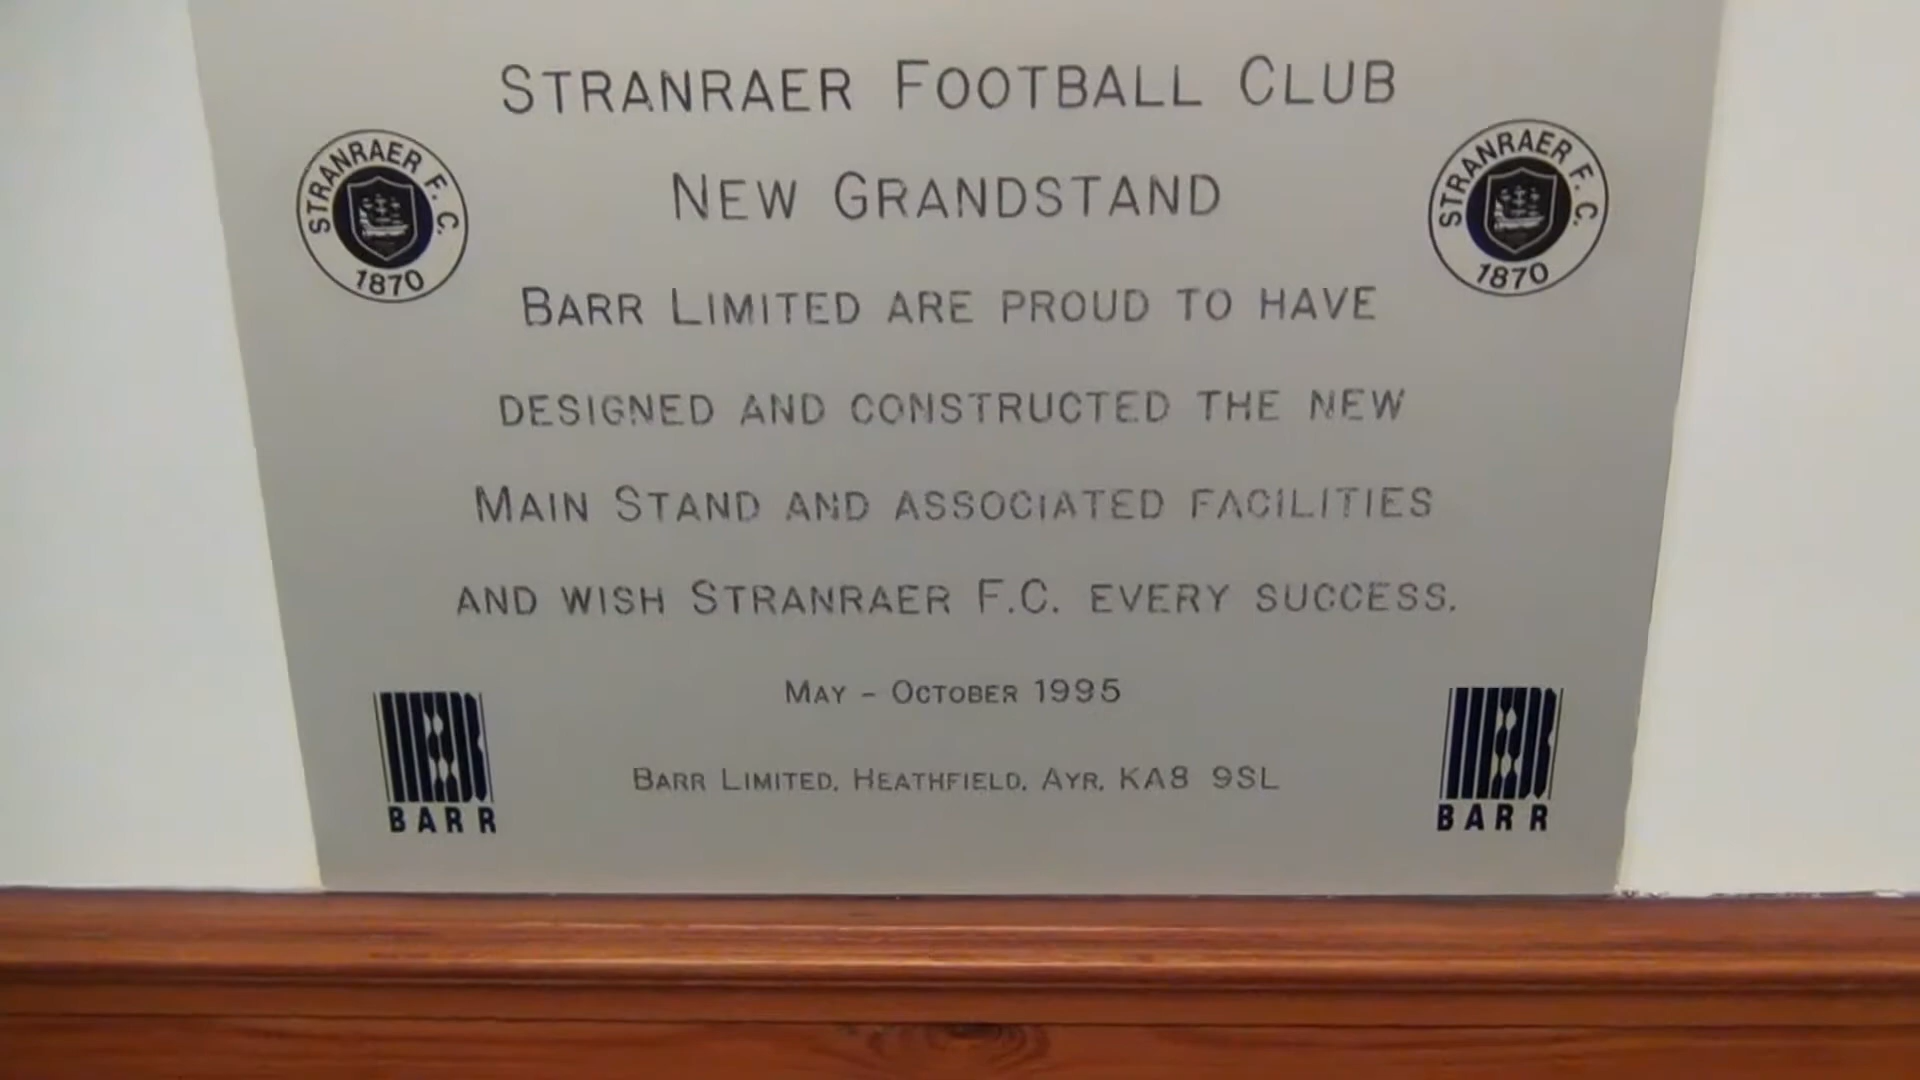 STRANRAER FOOTBALL CLUB
STRANRAER F. C.
1870
STRANRAER F. C.
1870
NEW GRANDSTAND
BARR LIMITED ARE PROUD TO HAVE
DESIGNED AND CONSTRUCTED THE NEW
MAIN STAND AND ASSOCIATED FACILITIES
AND WISH STRANRAER F.C. EVERY SUCCESS.
MAY - OCTOBER 1995
BARR LIMITED, HEATHFIELD, AYR, KA8 9SL
BARR
BARR